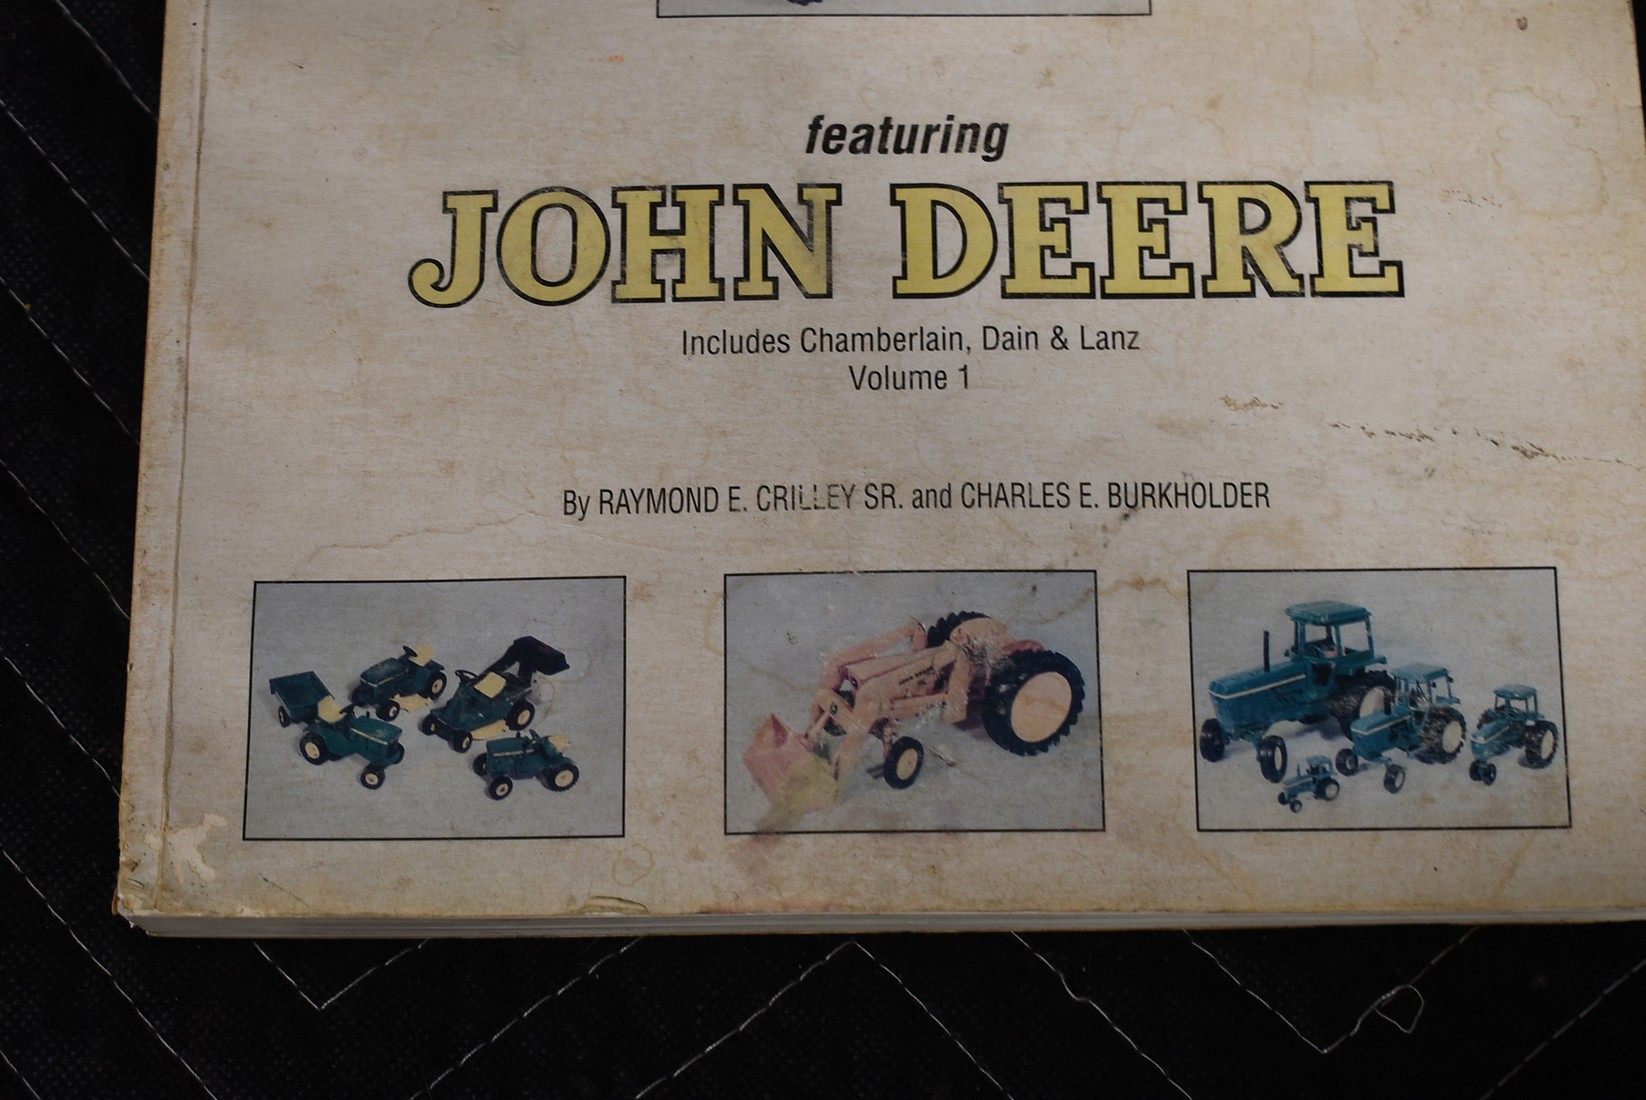 featuring
JOHN DEERE
Includes Chamberlain, Dain & Lanz
Volume 1
By RAYMOND E. CRILLEY SR. and CHARLES E. BURKHOLDER